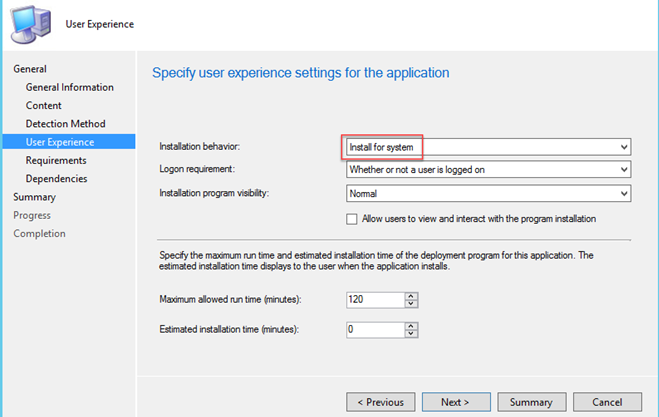 User Experience
General
General Information
Content
Detection Method
User Experience
Requirements
Dependencies
Summary
Progress
Completion
Specify user experience settings for the application
Installation behavior: Install for system
Logon requirement: Whether or not a user is logged on
Installation program visibility: Normal
Allow users to view and interact with the program installation
Specify the maximum run time and estimated installation time of the deployment program for this application. The
estimated installation time displays to the user when the application installs.
Maximum allowed run time (minutes): 120
Estimated installation time (minutes): 0
< Previous Next > Summary Cancel